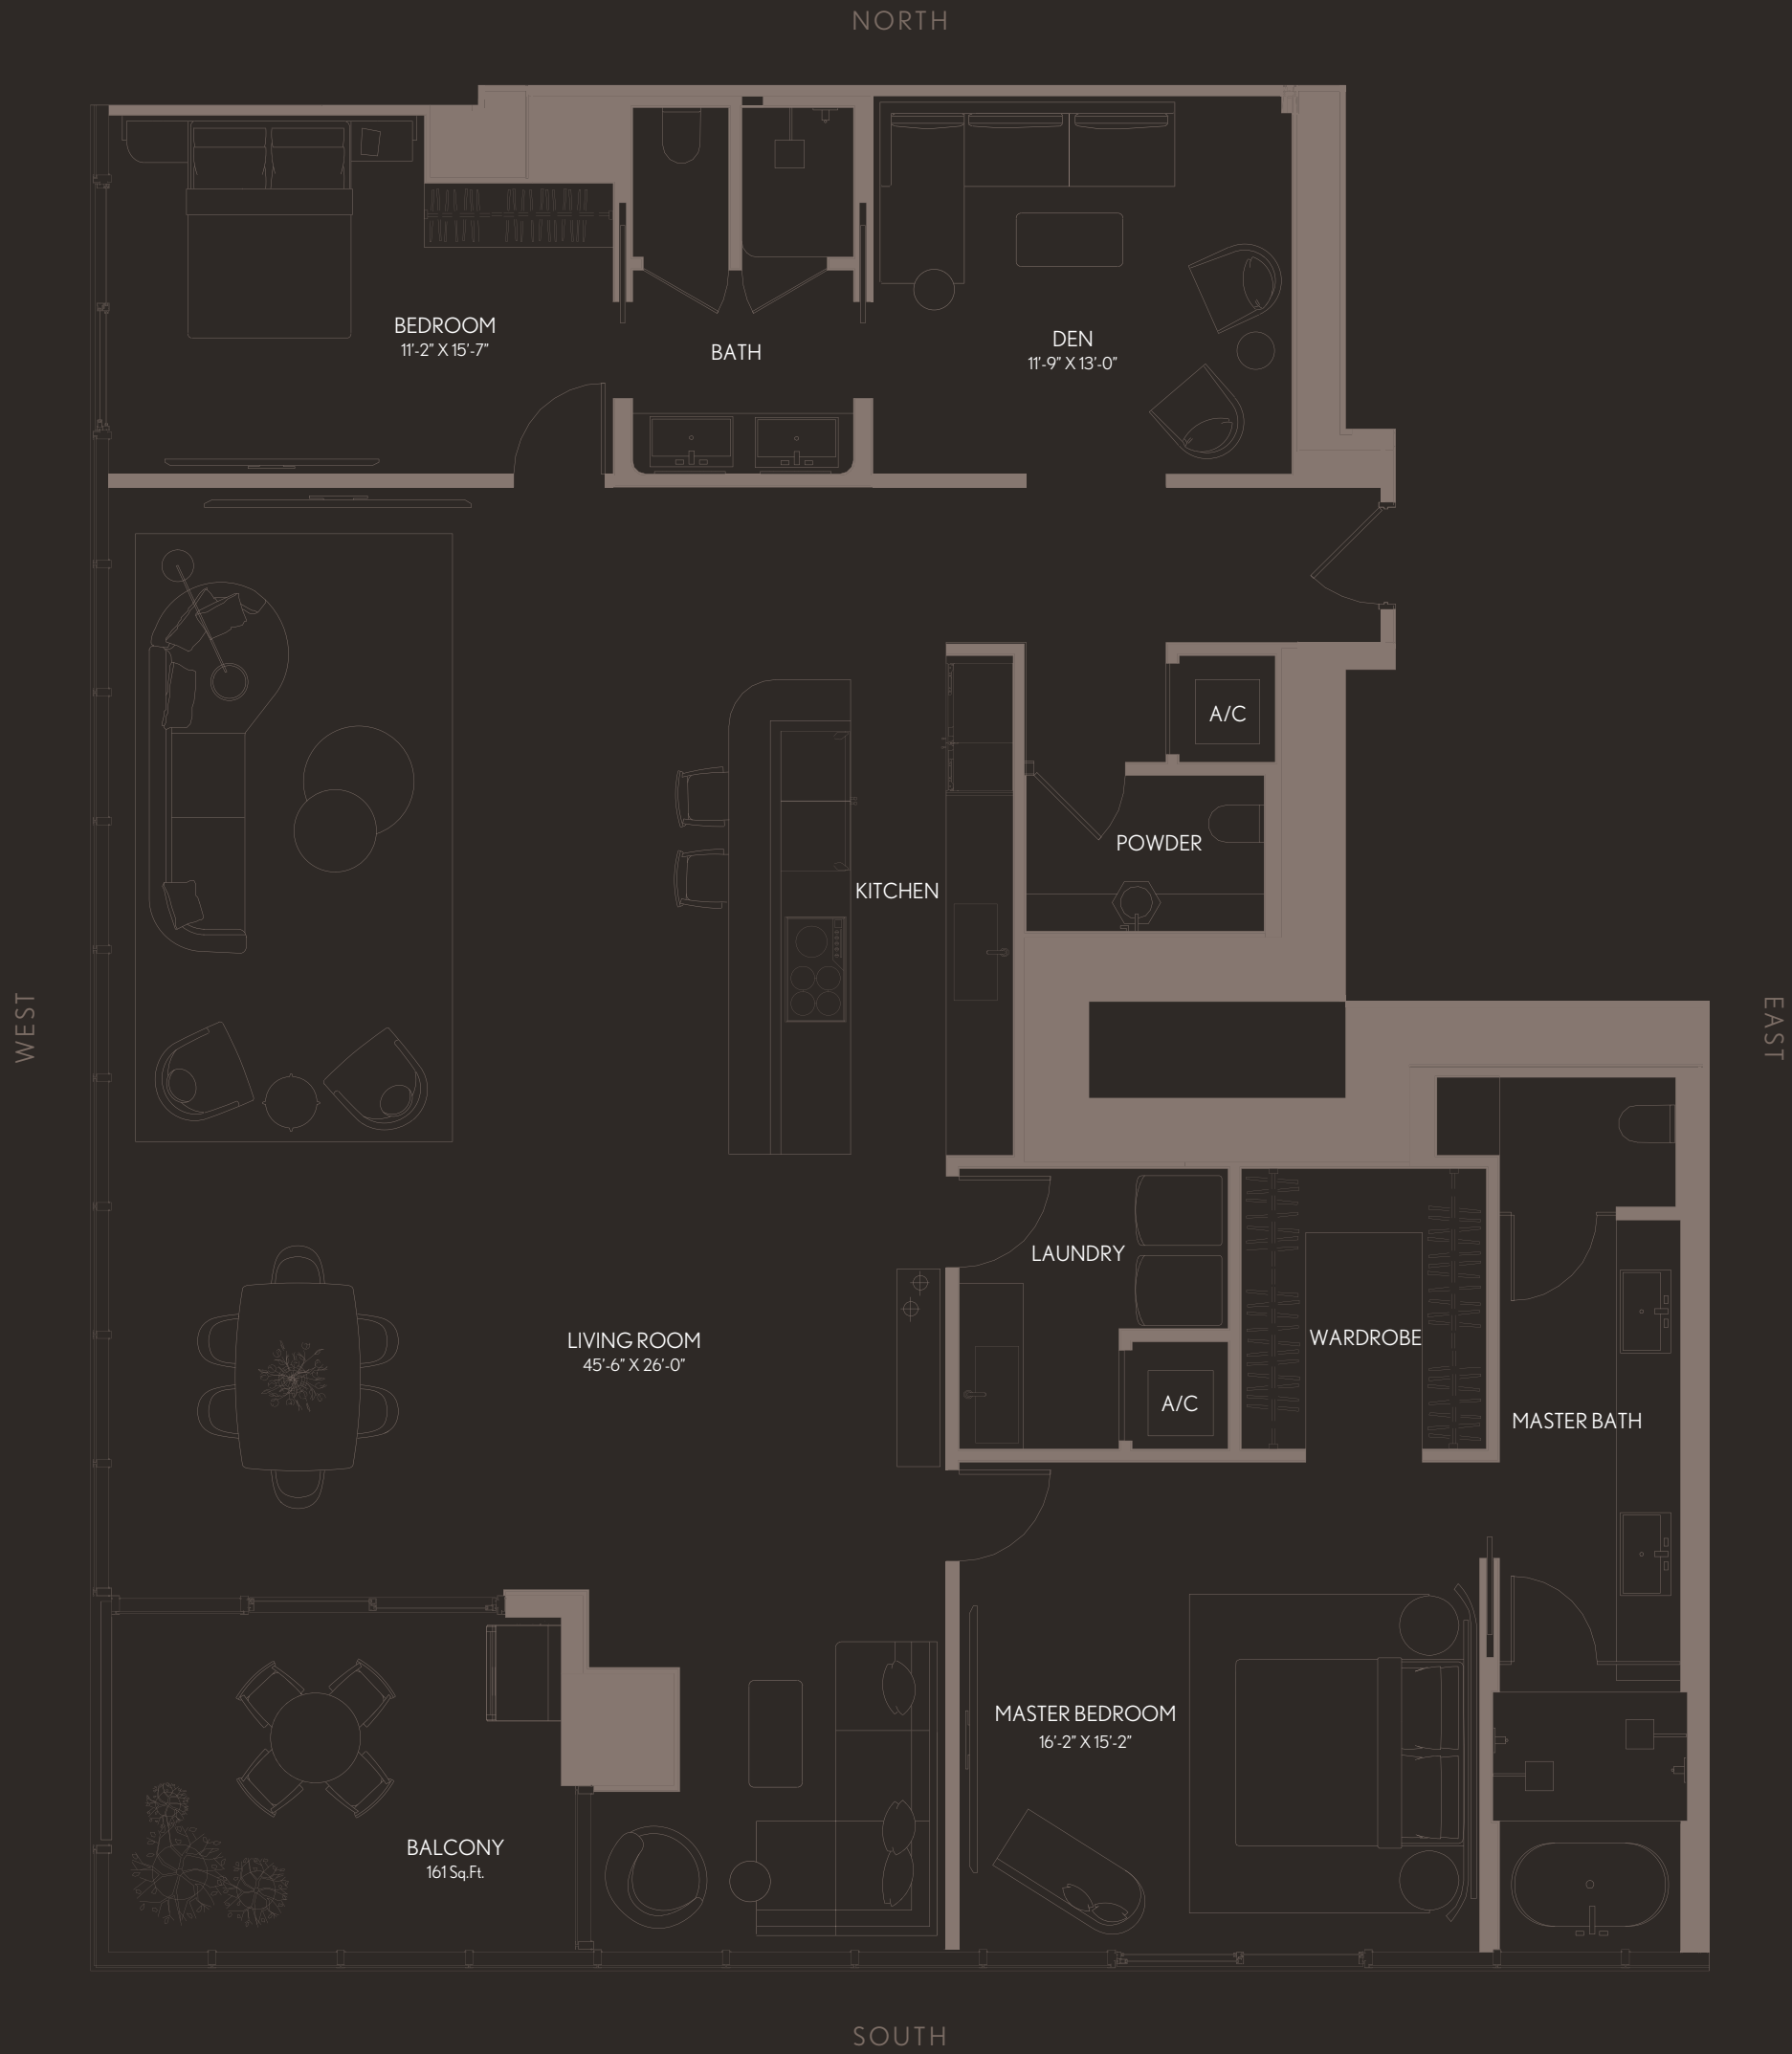 NORTH
BEDROOM
11'-2" X 15'-7"
BATH
DEN
11'-9" X 13'-0"
A/C
POWDER
KITCHEN
WEST
EAST
LAUNDRY
WARDROBE
LIVING ROOM
45'-6" X 26'-0"
A/C
MASTER BATH
MASTER BEDROOM
16'-2" X 15'-2"
BALCONY
161 Sq.Ft.
SOUTH